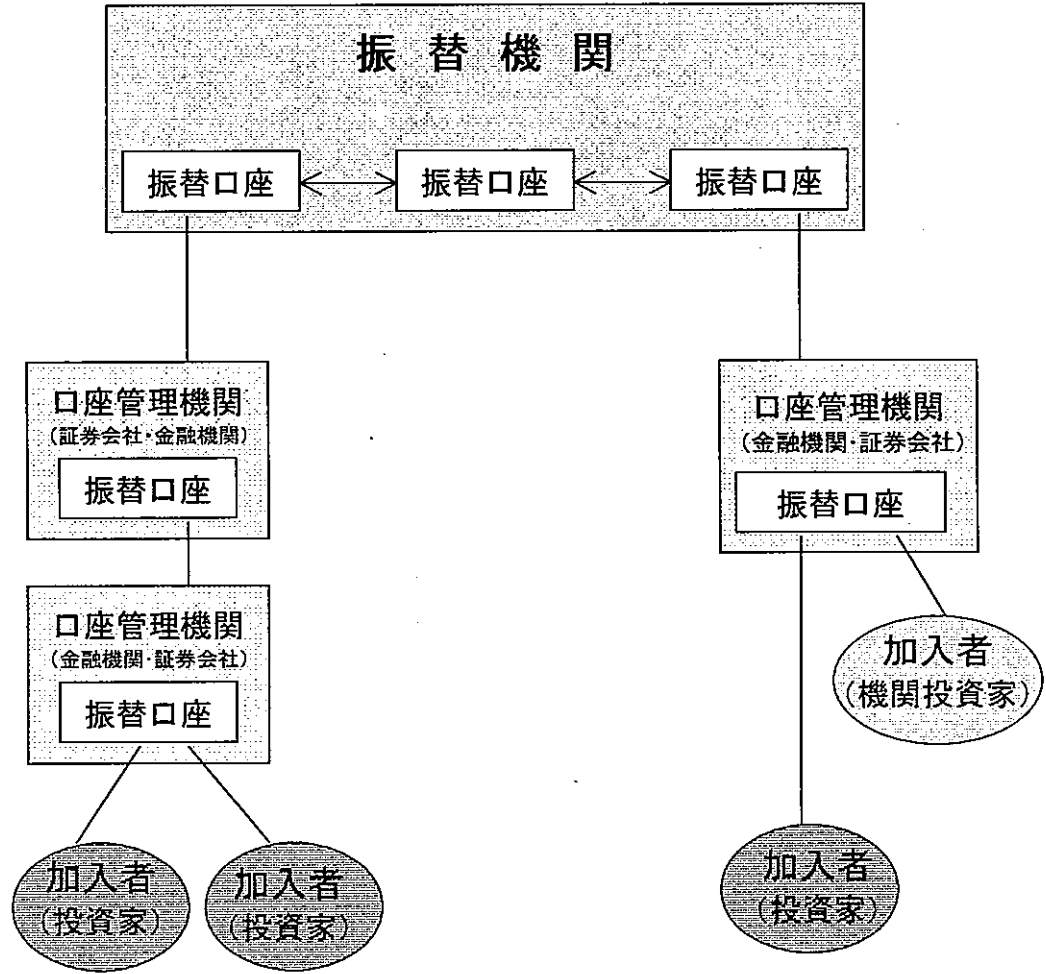 振替機関
振替口座
振替口座
振替口座
口座管理機関
(証券会社・金融機関)
振替口座
口座管理機関
(金融機関・証券会社)
振替口座
口座管理機関
(金融機関・証券会社)
振替口座
加入者
(機関投資家)
加入者
(投資家)
加入者
(投資家)
加入者
(投資家)